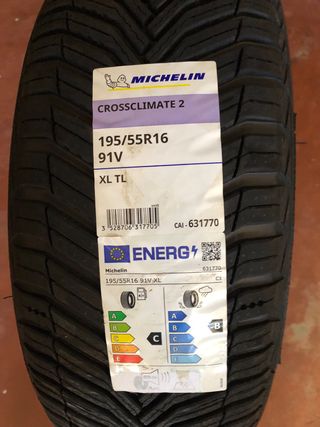 MICHELIN
CROSSCLIMATE 2
195/55R16
91V
XL TL
3 528706 317705
CAI - 631770
ENERG
Michelin 631770
195/55R16 91V XL C1
A
B
C
D
E
C
A
B
C
D
E
B